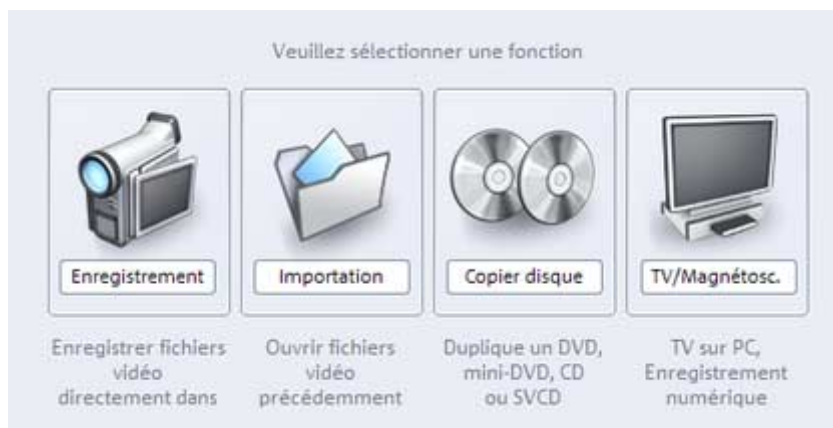 Veuillez sélectionner une fonction
Enregistrement
Importation
Copier disque
TV/Magnétosc.
Enregistrer fichiers
vidéo
directement dans
Ouvrir fichiers
vidéo
précédemment
Duplique un DVD,
mini-DVD, CD
ou SVCD
TV sur PC,
Enregistrement
numérique